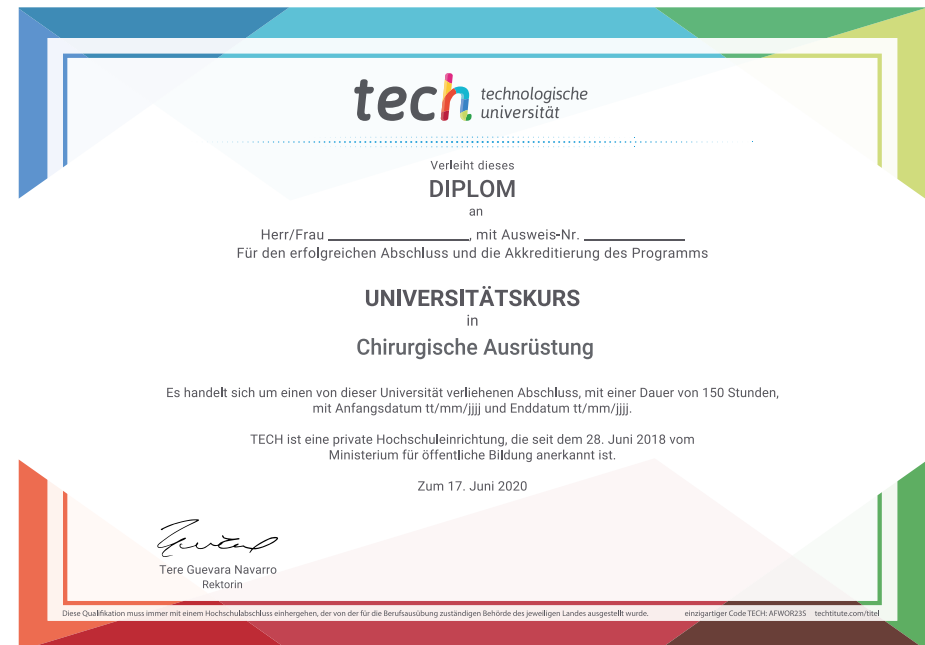 tech technologische
universität
Verleiht dieses
DIPLOM
an
Herr/Frau ____________________, mit Ausweis-Nr. ______________
Für den erfolgreichen Abschluss und die Akkreditierung des Programms
UNIVERSITÄTSKURS
in
Chirurgische Ausrüstung
Es handelt sich um einen von dieser Universität verliehenen Abschluss, mit einer Dauer von 150 Stunden,
mit Anfangsdatum tt/mm/jjjj und Enddatum tt/mm/jjjj.
TECH ist eine private Hochschuleinrichtung, die seit dem 28. Juni 2018 vom
Ministerium für öffentliche Bildung anerkannt ist.
Zum 17. Juni 2020
Tere Guevara Navarro
Rektorin
Diese Qualifikation muss immer mit einem Hochschulabschluss einhergehen, der von der für die Berufsausübung zuständigen Behörde des jeweiligen Landes ausgestellt wurde. einzigartiger Code TECH: AFWOR23S techtitute.com/titel